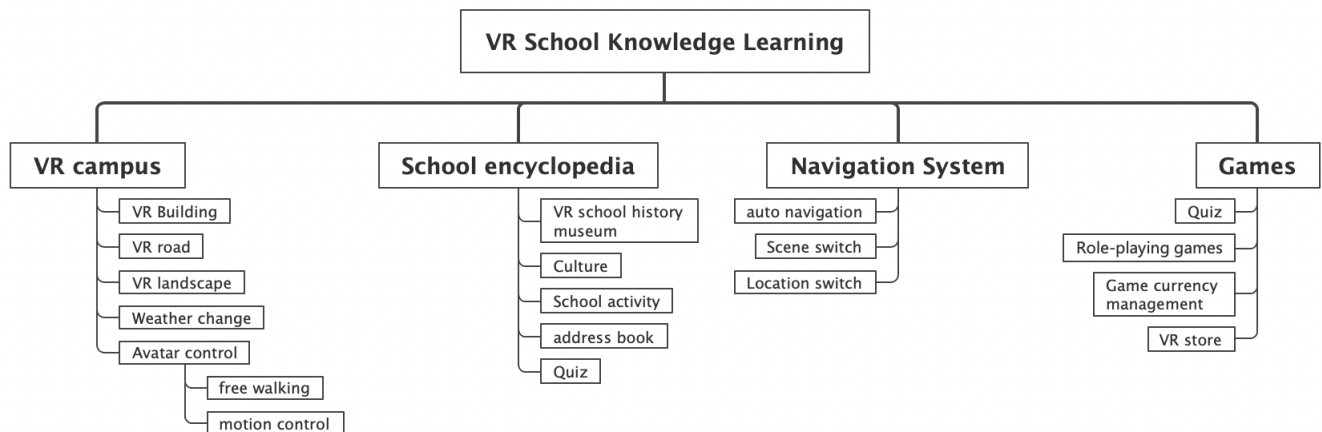 VR School Knowledge Learning
VR campus
VR Building
VR road
VR landscape
Weather change
Avatar control
free walking
motion control
School encyclopedia
VR school history
museum
Culture
School activity
address book
Quiz
Navigation System
auto navigation
Scene switch
Location switch
Games
Quiz
Role-playing games
Game currency
management
VR store